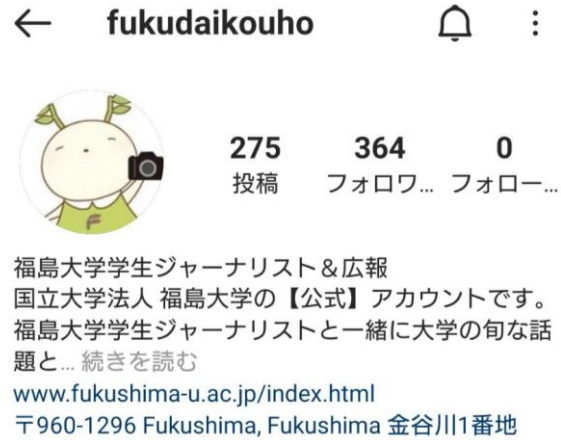 fukudaikouho
275
364
0
投稿
フォロワ...
フォロー...
F
福島大学学生ジャーナリスト＆広報
国立大学法人 福島大学の【公式】アカウントです。
福島大学学生ジャーナリストと一緒に大学の旬な話
題と... 続きを読む
www.fukushima-u.ac.jp/index.html
〒960-1296 Fukushima, Fukushima 金谷川1番地